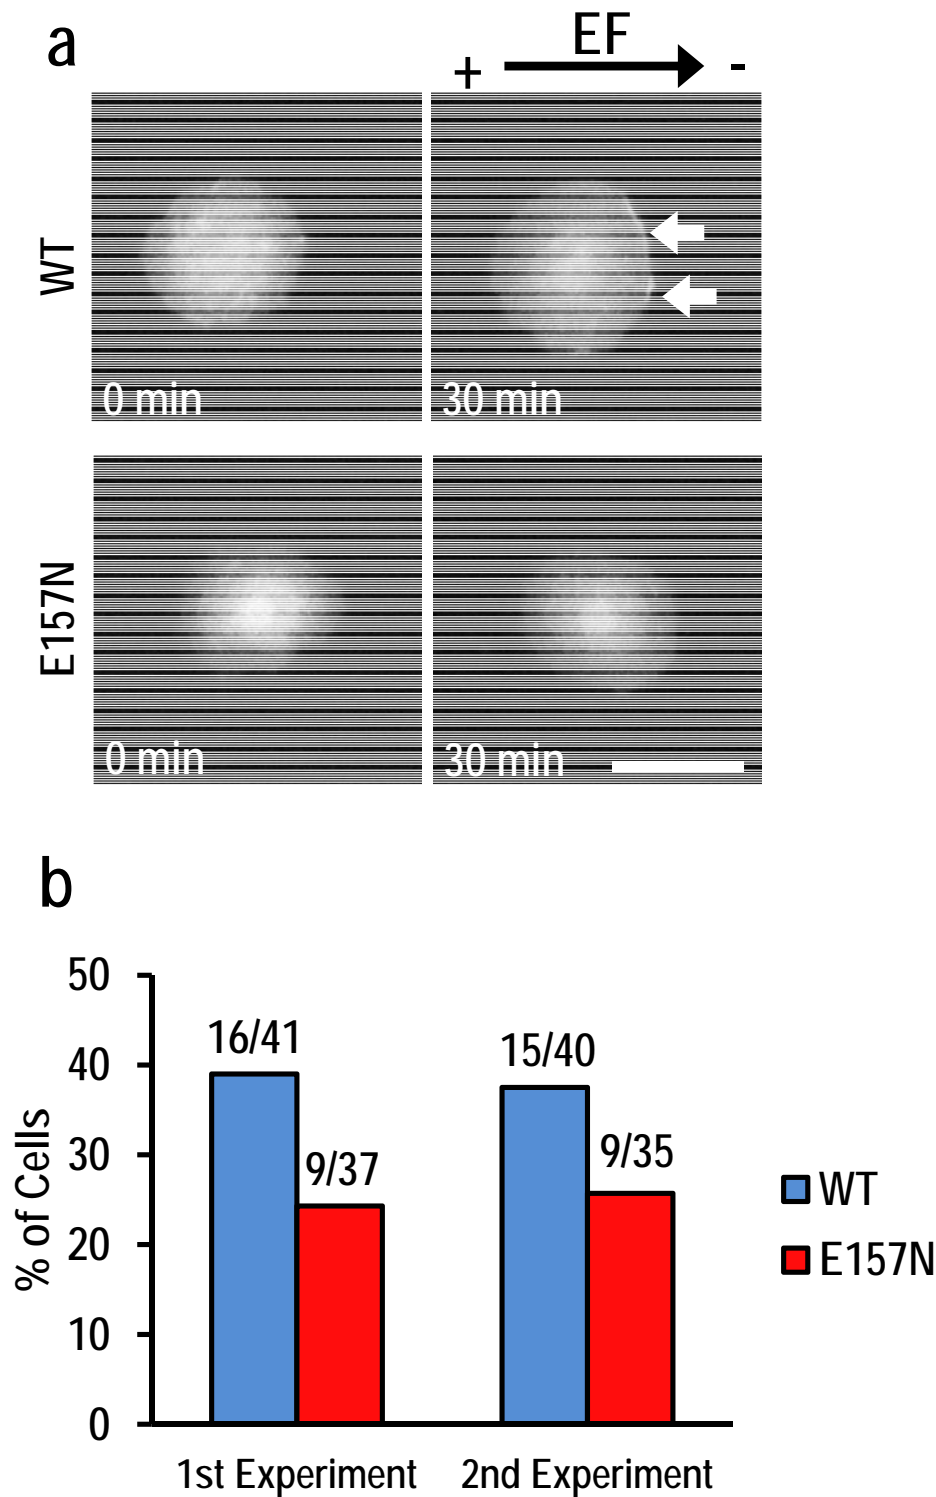 a
EF
+ -
WT
0 min
30 min
E157N
0 min
30 min
b
% of Cells
50
40
30
20
10
0
16/41
9/37
15/40
9/35
1st Experiment
2nd Experiment
WT
E157N